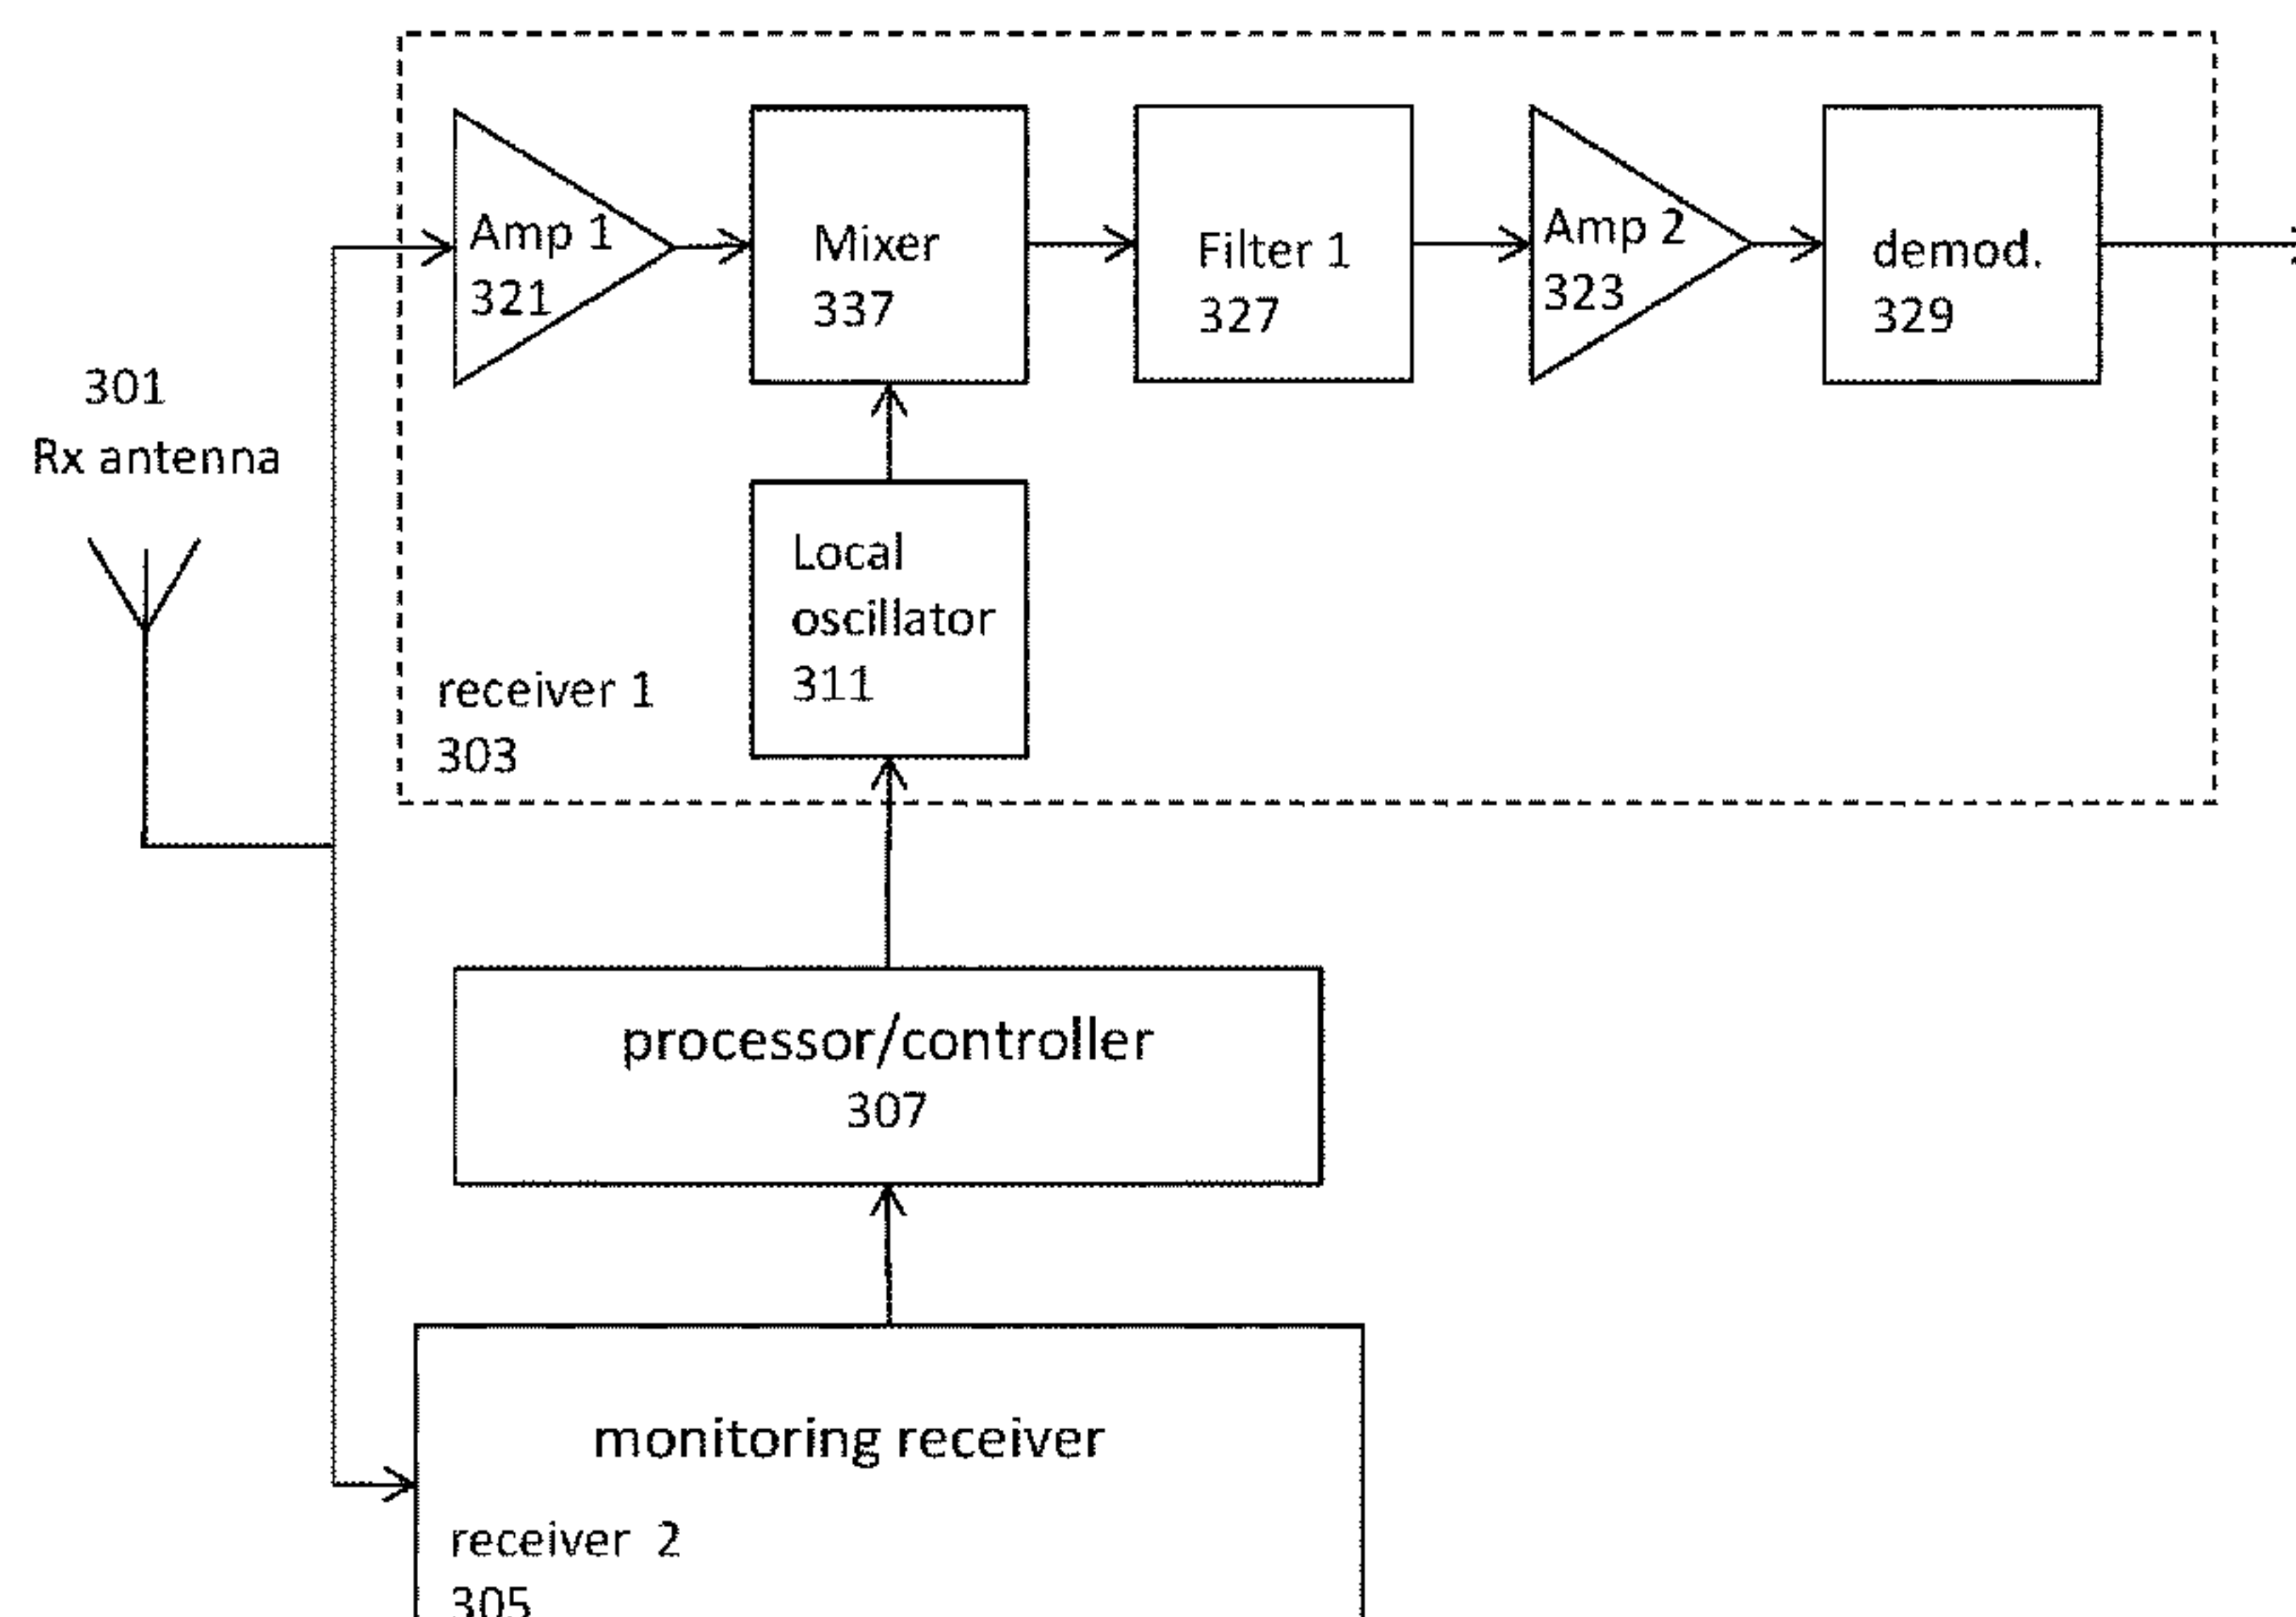 Amp 1
321
Mixer
337
Filter 1
327
Amp 2
323
demod.
329
301
Rx antenna
Local
oscillator
311
receiver 1
303
processor/controller
307
monitoring receiver
receiver 2
305